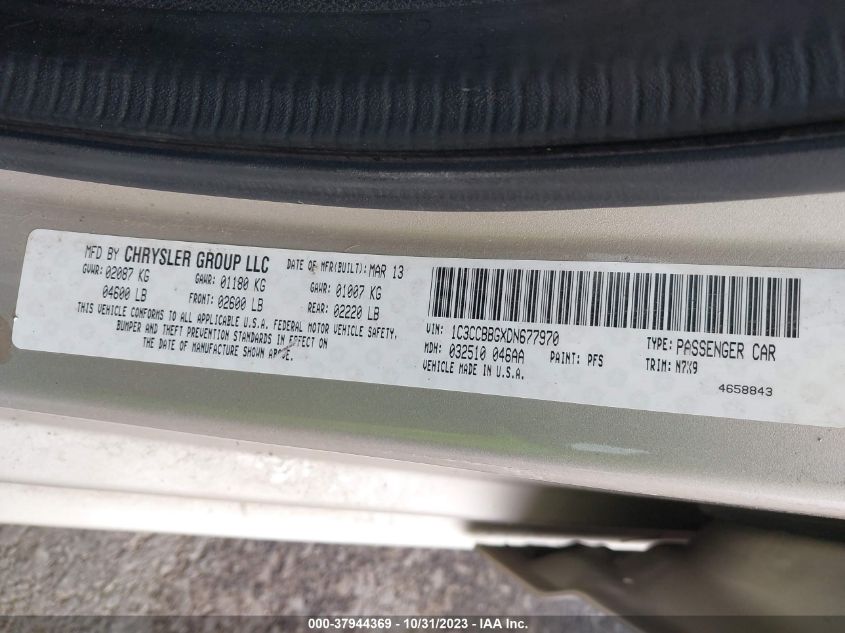 MFD BY CHRYSLER GROUP LLC DATE OF MFR(BUILT): MAR 13
GVWR: 02087 KG GAWR: 01180 KG GAWR: 01007 KG
04600 LB FRONT: 02600 LB REAR: 02220 LB
THIS VEHICLE CONFORMS TO ALL APPLICABLE U.S.A. FEDERAL MOTOR VEHICLE SAFETY,
BUMPER AND THEFT PREVENTION STANDARDS IN EFFECT ON
THE DATE OF MANUFACTURE SHOWN ABOVE.
VIN: 1C3CCBBGXDN677970 TYPE: PASSENGER CAR
MDH: 032510 046AA PAINT: PFS TRIM: N7K9
VEHICLE MADE IN U.S.A.
4658843
000-37944369 - 10/31/2023 - IAA Inc.